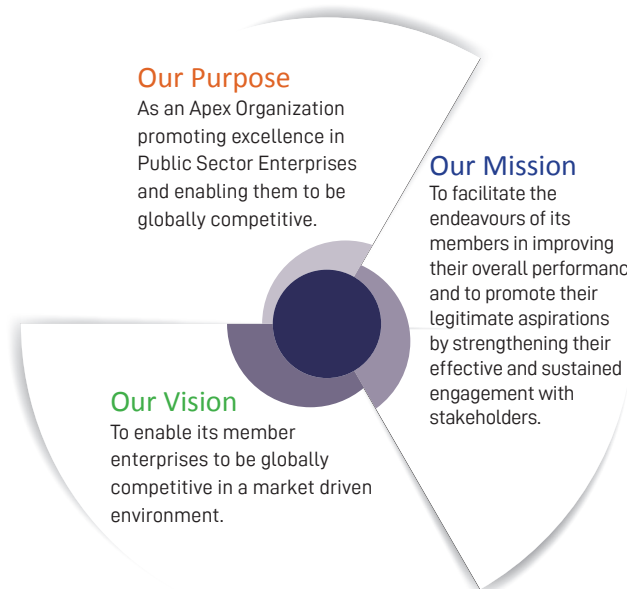 Our Purpose
As an Apex Organization
promoting excellence in
Public Sector Enterprises
and enabling them to be
globally competitive.
Our Mission
To facilitate the
endeavours of its
members in improving
their overall performanc
and to promote their
legitimate aspirations
by strengthening their
effective and sustained
engagement with
stakeholders.
Our Vision
To enable its member
enterprises to be globally
competitive in a market driven
environment.